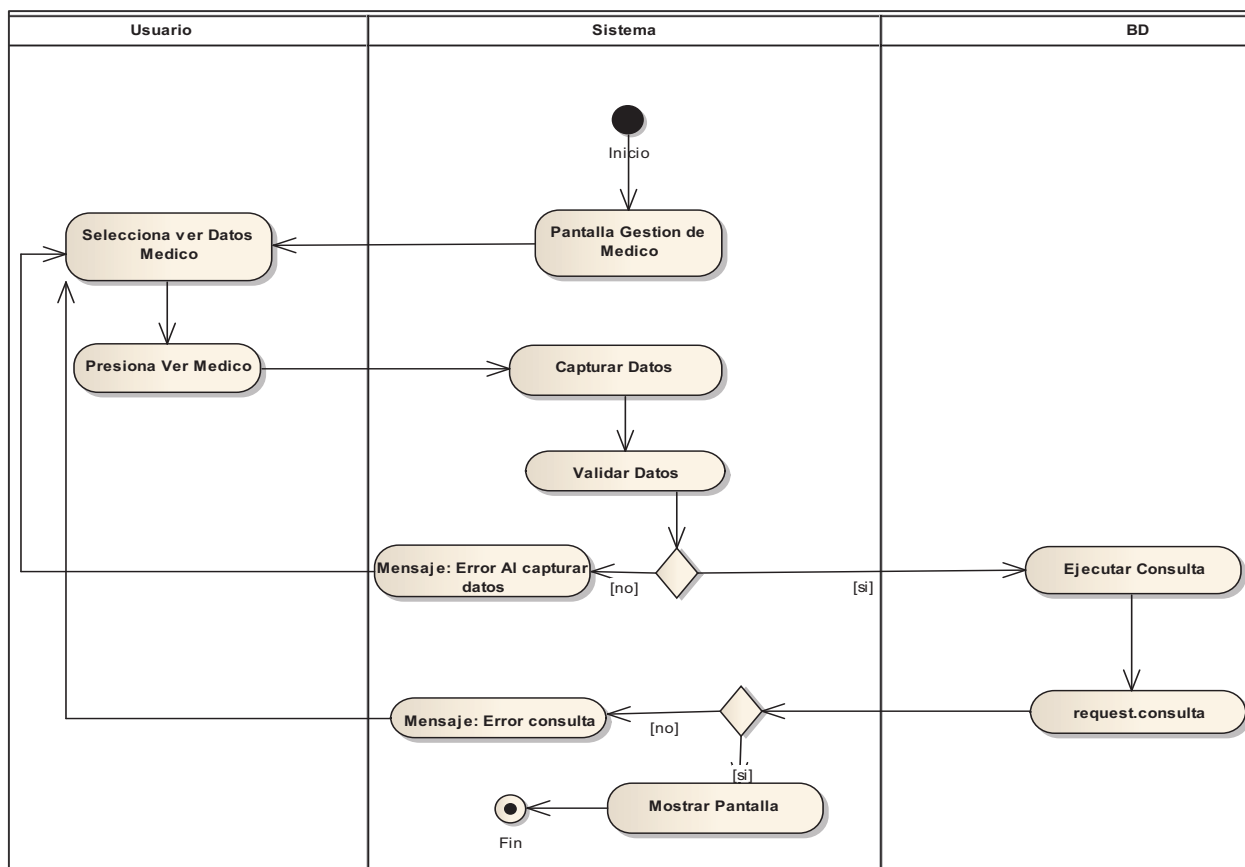 Usuario
Sistema
BD
Inicio
Selecciona ver Datos
Medico
Pantalla Gestion de
Medico
Presiona Ver Medico
Capturar Datos
Validar Datos
Mensaje: Error Al capturar
datos
[no]
[si]
Ejecutar Consulta
Mensaje: Error consulta
[no]
request.consulta
[si]
Mostrar Pantalla
Fin